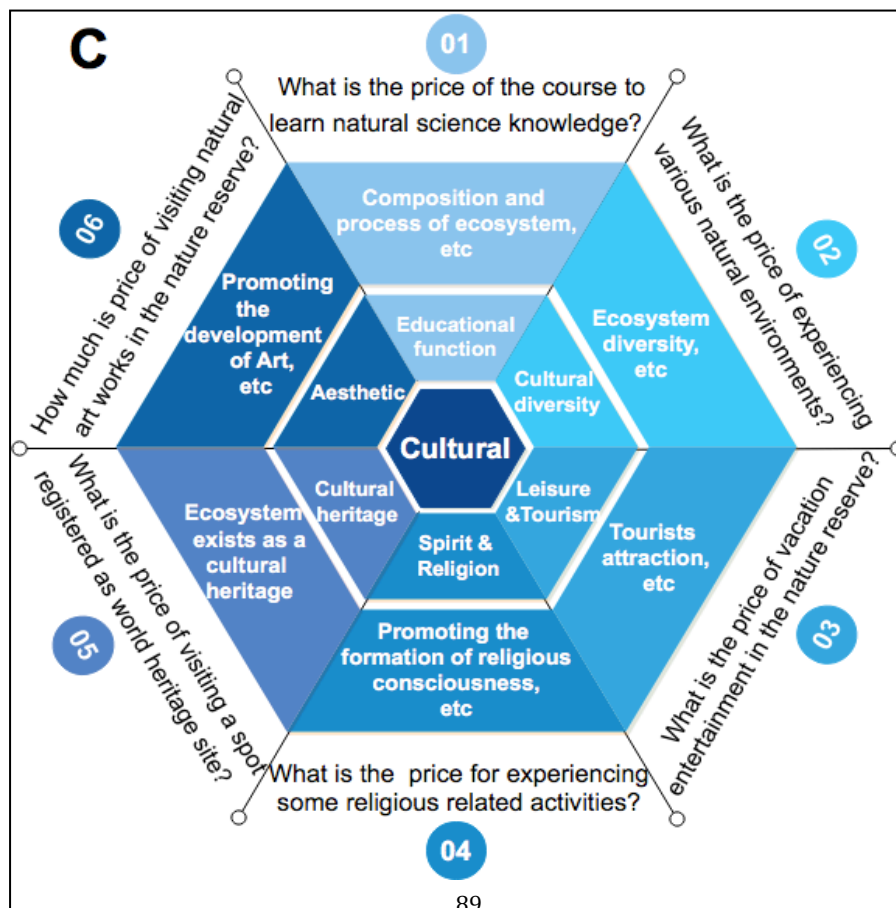 C
01
What is the price of the course to
learn natural science knowledge?
Composition and
process of ecosystem,
etc
Educational
function
02
What is the price of experiencing
various natural environments?
Ecosystem
diversity,
etc
Cultural
diversity
03
What is the price of vacation
entertainment in the nature reserve?
Tourists
attraction,
etc
Leisure
&Tourism
04
What is the  price for experiencing
some religious related activities?
Promoting the
formation of religious
consciousness,
etc
Spirit &
Religion
05
What is the price of visiting a spot
registered as world heritage site?
Ecosystem
exists as a
cultural
heritage
Cultural
heritage
06
How much is price of visiting natural
art works in the nature reserve?
Promoting
the
development
of Art,
etc
Aesthetic
Cultural
89